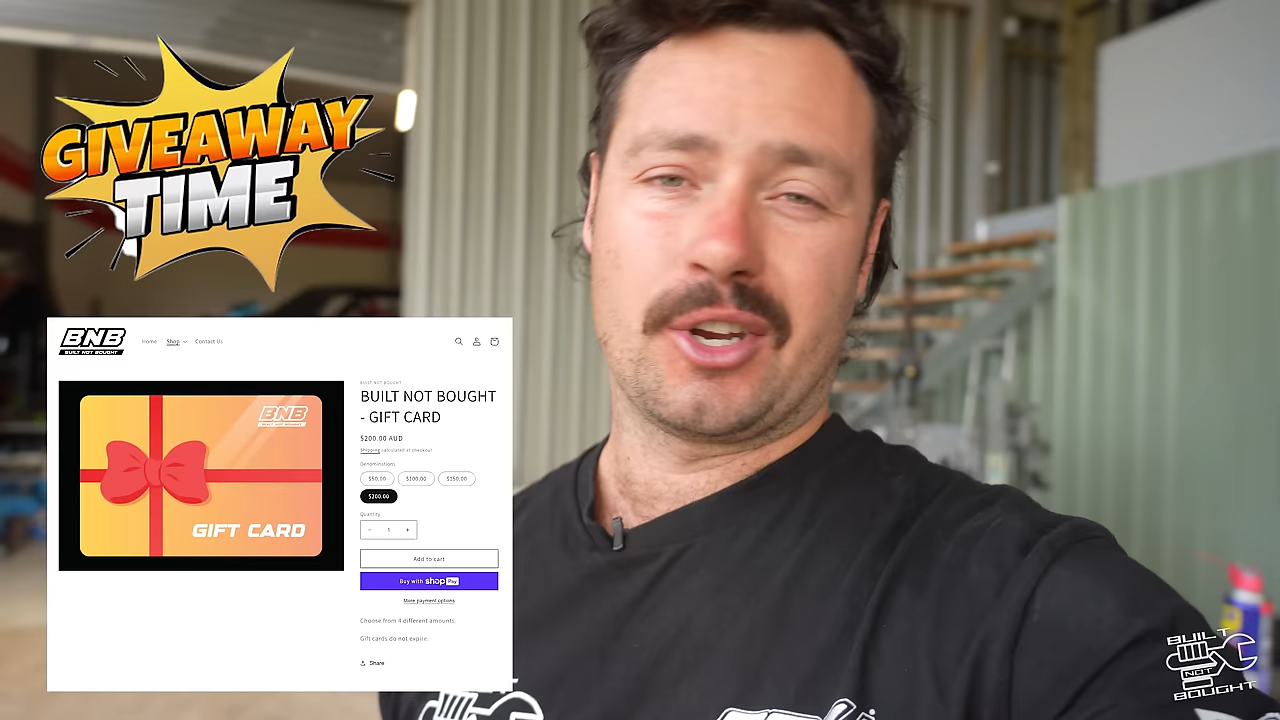 GIVEAWAY
TIME
BNB
BUILT NOT BOUGHT
Home
Shop
Contact Us
BNB
BUILT NOT BOUGHT
GIFT CARD
BUILT NOT BOUGHT
BUILT NOT BOUGHT
- GIFT CARD
$200.00 AUD
Shipping calculated at checkout
Denominations
$50.00 $100.00 $150.00
$200.00
Quantity
− 1 +
Add to cart
Buy with shop Pay
More payment options
Choose from 4 different amounts.
Gift cards do not expire.
Share
BUILT
NOT
BOUGHT